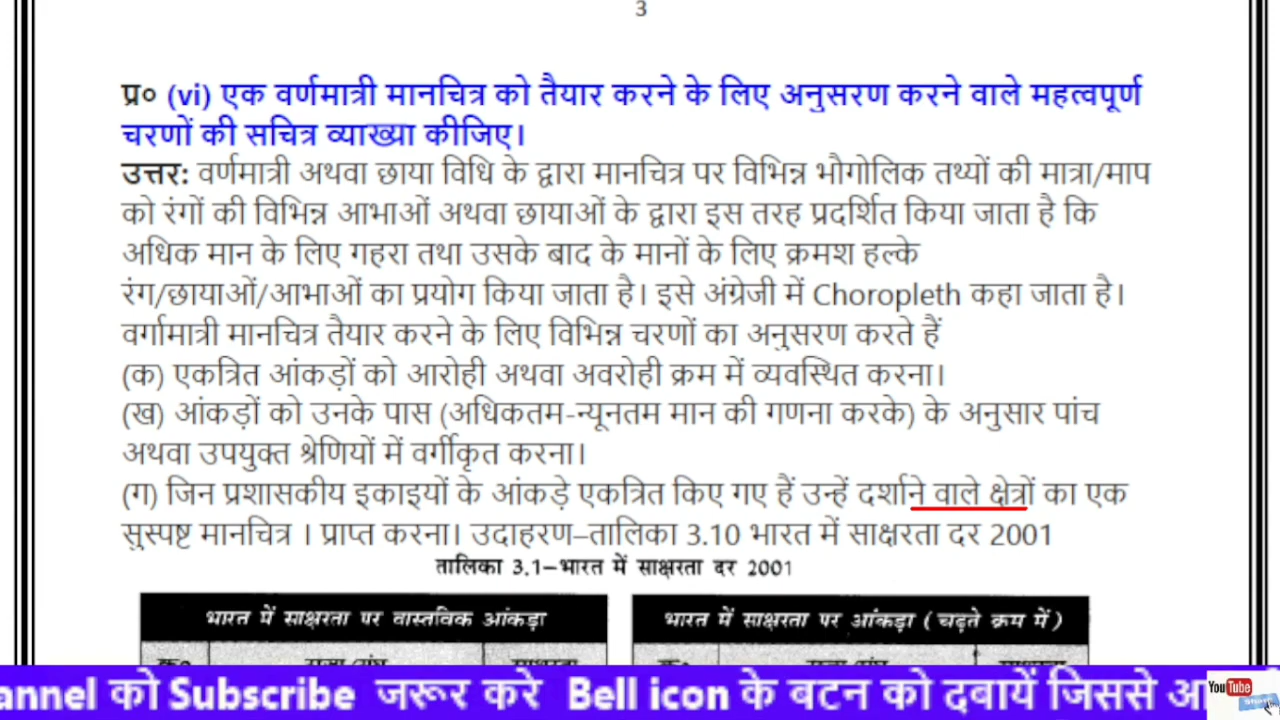 3
प्र० (vi) एक वर्णमात्री मानचित्र को तैयार करने के लिए अनुसरण करने वाले महत्वपूर्ण
चरणों की सचित्र व्याख्या कीजिए।
उत्तर: वर्णमात्री अथवा छाया विधि के द्वारा मानचित्र पर विभिन्न भौगोलिक तथ्यों की मात्रा/माप
को रंगों की विभिन्न आभाओं अथवा छायाओं के द्वारा इस तरह प्रदर्शित किया जाता है कि
अधिक मान के लिए गहरा तथा उसके बाद के मानों के लिए क्रमश हल्के
रंग/छायाओं/आभाओं का प्रयोग किया जाता है। इसे अंग्रेजी में Choropleth कहा जाता है।
वर्गामात्री मानचित्र तैयार करने के लिए विभिन्न चरणों का अनुसरण करते हैं
(क) एकत्रित आंकड़ों को आरोही अथवा अवरोही क्रम में व्यवस्थित करना।
(ख) आंकड़ों को उनके पास (अधिकतम-न्यूनतम मान की गणना करके) के अनुसार पांच
अथवा उपयुक्त श्रेणियों में वर्गीकृत करना।
(ग) जिन प्रशासकीय इकाइयों के आंकड़े एकत्रित किए गए हैं उन्हें दर्शाने वाले क्षेत्रों का एक
सुस्पष्ट मानचित्र । प्राप्त करना। उदाहरण–तालिका 3.10 भारत में साक्षरता दर 2001
तालिका 3.1–भारत में साक्षरता दर 2001
भारत में साक्षरता पर वास्तविक आंकड़ा
भारत में साक्षरता पर आंकड़ा (चढ़ते क्रम में)
annel को Subscribe जरूर करे Bell icon के बटन को दबायें जिससे आ
YouTube